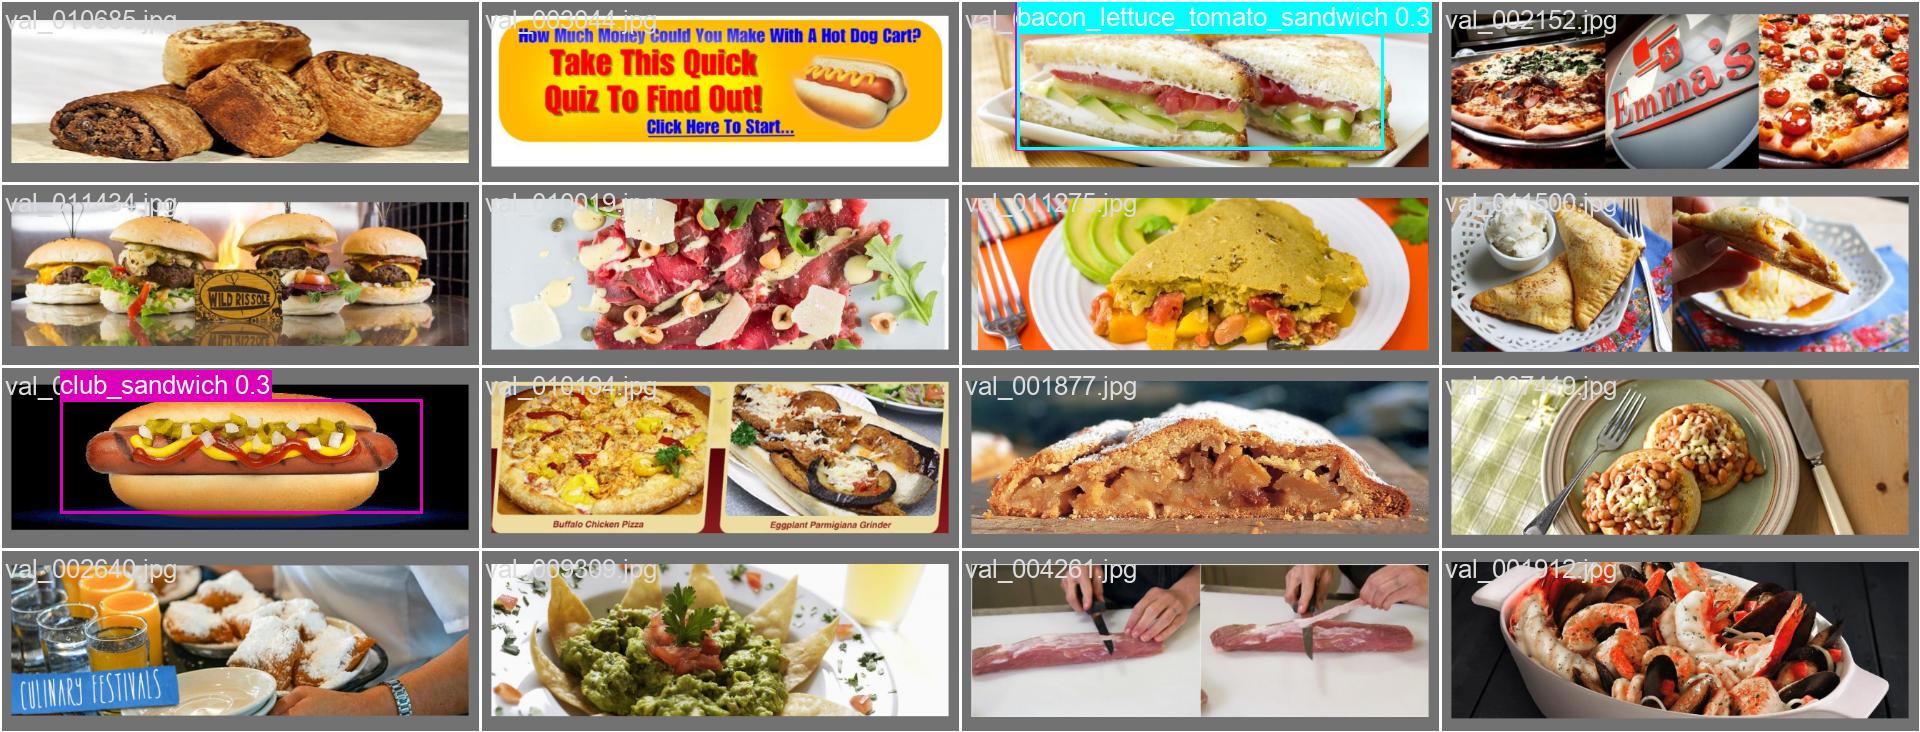 val_010685.jpg
val_003044.jpg
How Much Money Could You Make With A Hot Dog Cart?
Take This Quick
Quiz To Find Out!
Click Here To Start...
val_
bacon_lettuce_tomato_sandwich 0.3
val_002152.jpg
Emma's
val_011434.jpg
WILD RISSOLE
val_010019.jpg
val_011275.jpg
val_011500.jpg
val_0
club_sandwich 0.3
val_010134.jpg
Buffalo Chicken Pizza
Eggplant Parmigiana Grinder
val_001877.jpg
val_007419.jpg
val_002640.jpg
CULINARY FESTIVALS
val_009309.jpg
val_004261.jpg
val_001912.jpg